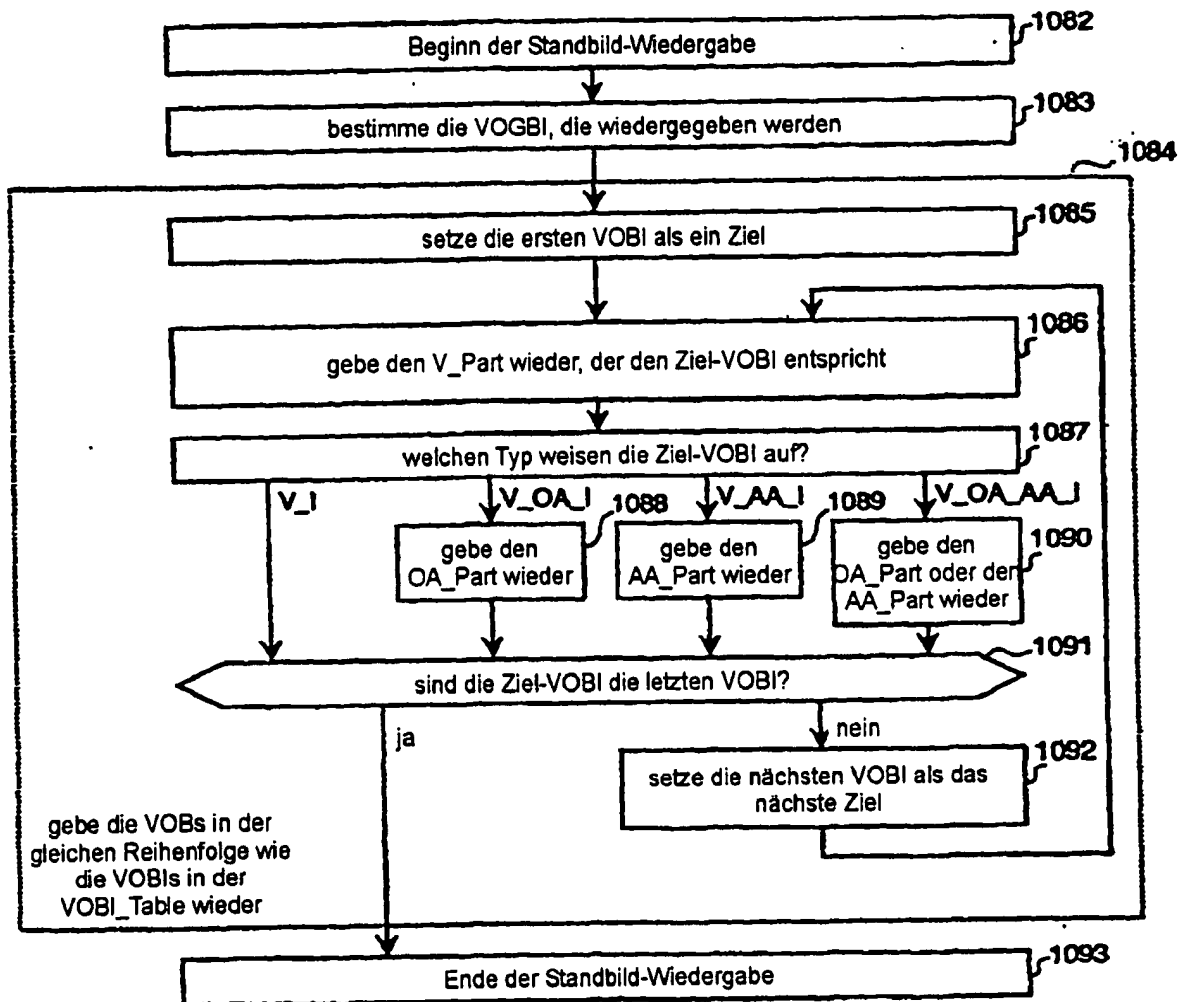 1082
Beginn der Standbild-Wiedergabe
1083
bestimme die VOGBI, die wiedergegeben werden
1084
1085
setze die ersten VOBI als ein Ziel
1086
gebe den V_Part wieder, der den Ziel-VOBI entspricht
1087
welchen Typ weisen die Ziel-VOBI auf?
V_I
V_OA_I
V_AA_I
V_OA_AA_I
1088
gebe den
OA_Part wieder
1089
gebe den
AA_Part wieder
1090
gebe den
OA_Part oder den
AA_Part wieder
1091
sind die Ziel-VOBI die letzten VOBI?
ja
nein
1092
setze die nächsten VOBI als das
nächste Ziel
gebe die VOBs in der
gleichen Reihenfolge wie
die VOBIs in der
VOBI_Table wieder
1093
Ende der Standbild-Wiedergabe